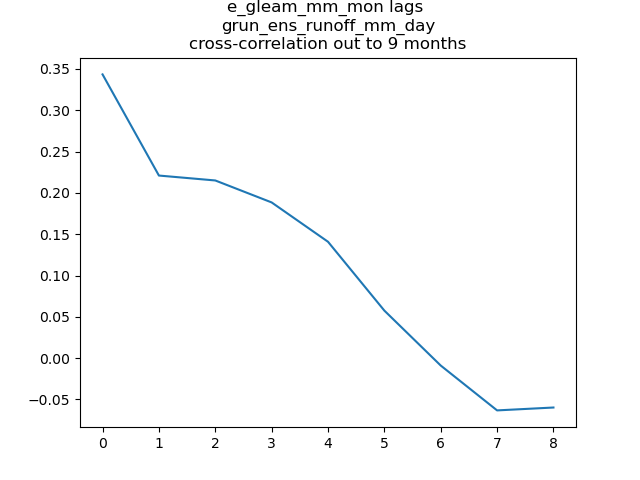 e_gleam_mm_mon lags
grun_ens_runoff_mm_day
cross-correlation out to 9 months
0.35
0.30
0.25
0.20
0.15
0.10
0.05
0.00
−0.05
0 1 2 3 4 5 6 7 8